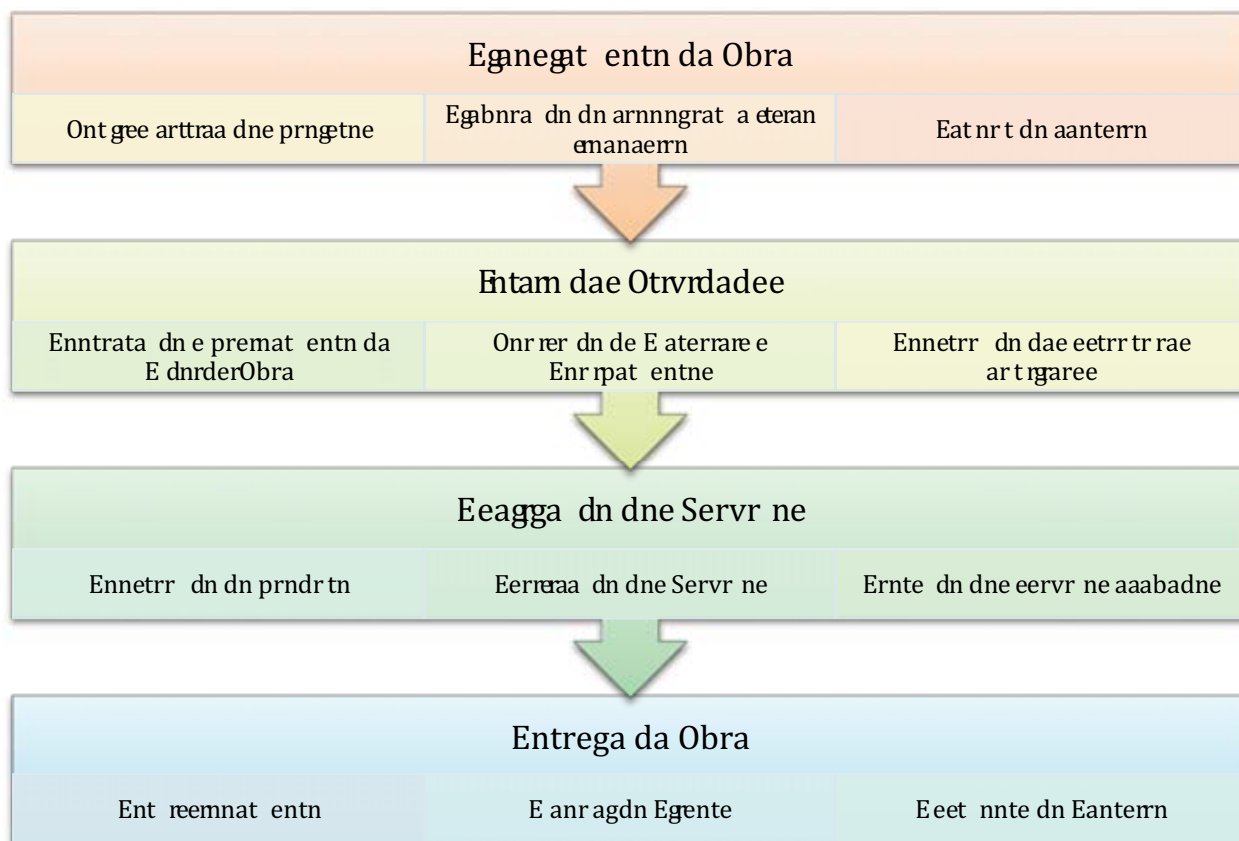 Eganegat entn da Obra
Ont gree arttraa dne prngetne
Egabnra dn dn arnnngrat a eteran
emanaerrn
Eat nr t dn aanterrn
Entarn dae Otrvrdadee
Enntrata dn e premat entn da
E dnrderObra
Onr rer dn de E aterrare e
Enr rpat entne
Ennetrr dn dae eetrr tr rae
ar t rgaree
Eeagrga dn dne Servr ne
Ennetrr dn dn prndr tn
Eerreraa dn dne Servr ne
Ernte dn dne eervr ne aaabadne
Entrega da Obra
Ent reemnat entn
E anr agdn Egrente
E eet nnte dn Eanterrn